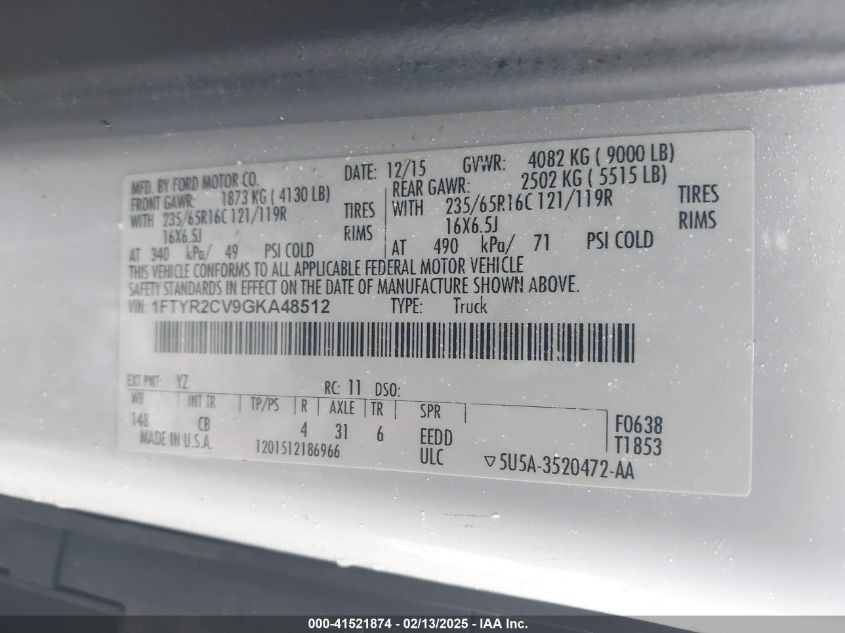 MFD. BY FORD MOTOR CO. DATE: 12/15 GVWR: 4082 KG ( 9000 LB)
FRONT GAWR: 1873 KG ( 4130 LB) REAR GAWR: 2502 KG ( 5515 LB)
WITH 235/65R16C 121/119R TIRES WITH 235/65R16C 121/119R TIRES
16X6.5J RIMS 16X6.5J RIMS
AT 340 kPa/ 49 PSI COLD AT 490 kPa/ 71 PSI COLD
THIS VEHICLE CONFORMS TO ALL APPLICABLE FEDERAL MOTOR VEHICLE
SAFETY STANDARDS IN EFFECT ON THE DATE OF MANUFACTURE SHOWN ABOVE.
VIN: 1FTYR2CV9GKA48512 TYPE: Truck
EXT PNT: YZ RC: 11 DSO:
WB INT TR TP/PS R AXLE TR SPR F0638
148 CB 4 31 6 EEDD T1853
MADE IN U.S.A. 1201512186966 ULC ▽5U5A-3520472-AA
000-41521874 - 02/13/2025 - IAA Inc.